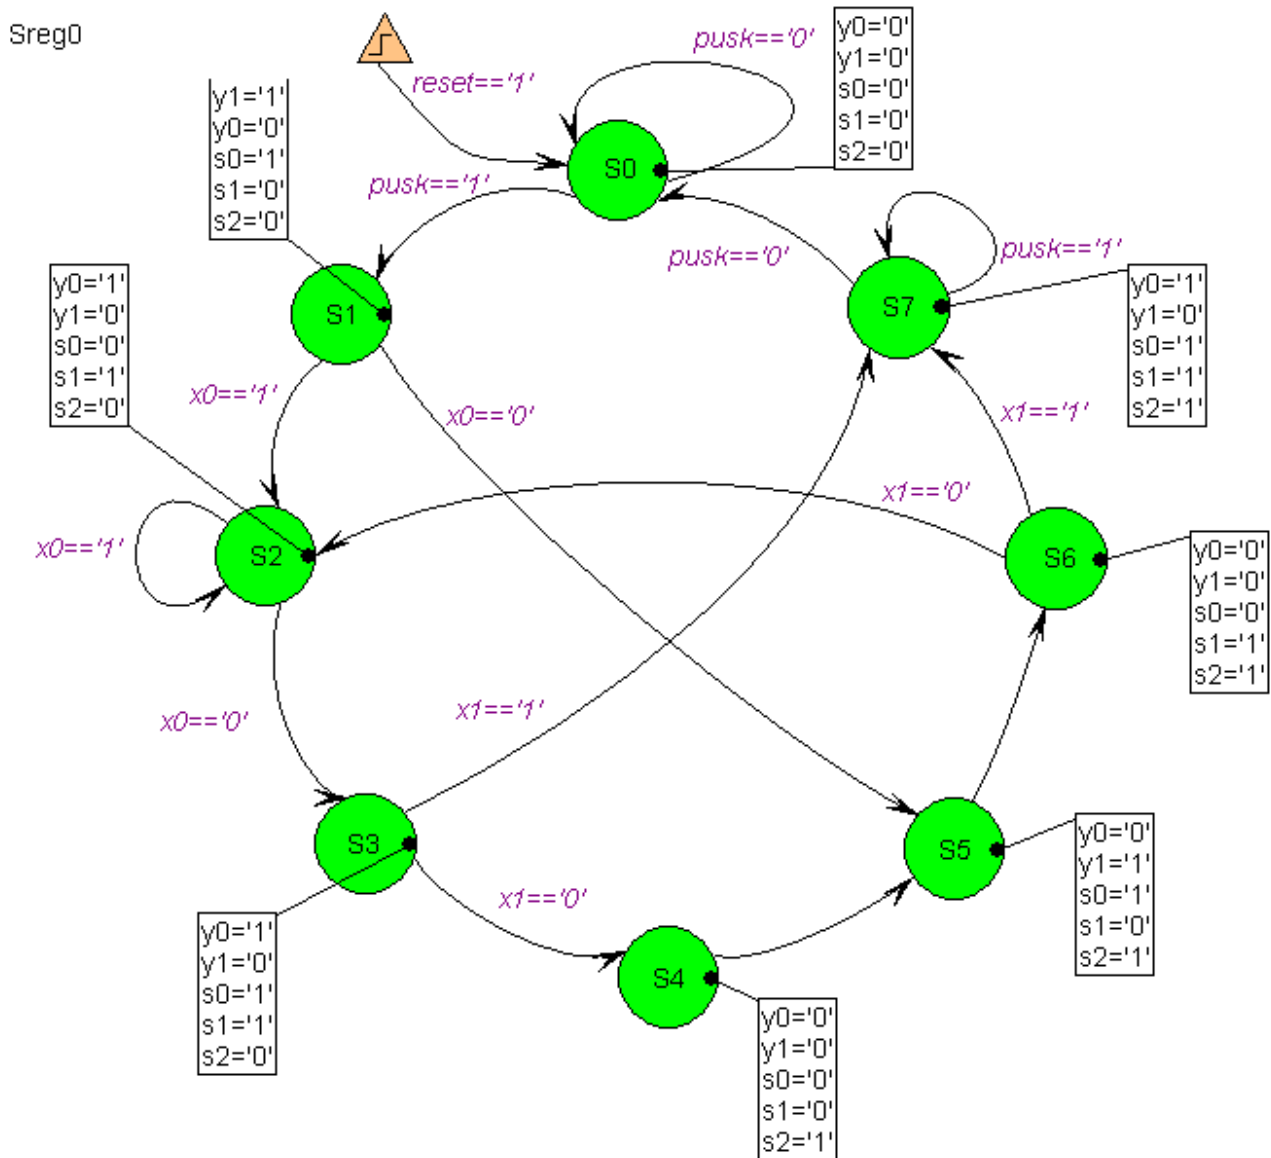 Sreg0
reset=='1'
pusk=='0'
y0='0'
y1='0'
s0='0'
s1='0'
s2='0'
S0
y1='1'
y0='0'
s0='1'
s1='0'
s2='0'
pusk=='1'
pusk=='0'
pusk=='1'
S1
S7
y0='1'
y1='0'
s0='0'
s1='1'
s2='0'
y0='1'
y1='0'
s0='1'
s1='1'
s2='1'
x0=='1'
x0=='0'
x1=='1'
x1=='0'
x0=='1'
S2
S6
y0='0'
y1='0'
s0='0'
s1='1'
s2='1'
x0=='0'
x1=='1'
S3
S5
y0='0'
y1='1'
s0='1'
s1='0'
s2='1'
x1=='0'
y0='1'
y1='0'
s0='1'
s1='1'
s2='0'
S4
y0='0'
y1='0'
s0='0'
s1='0'
s2='1'